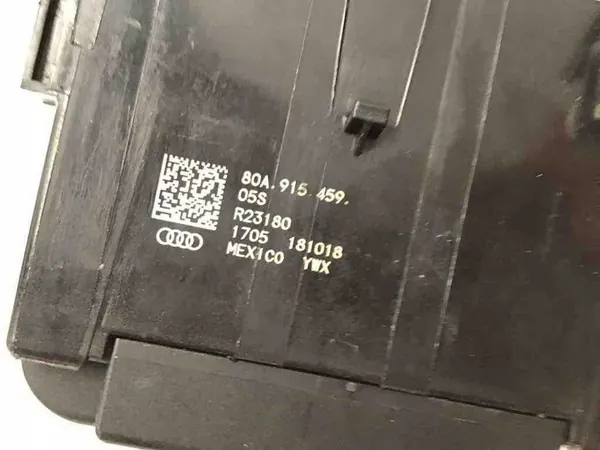 80A.915.459.
05S
R23180
1705 181018
MEXICO YWX